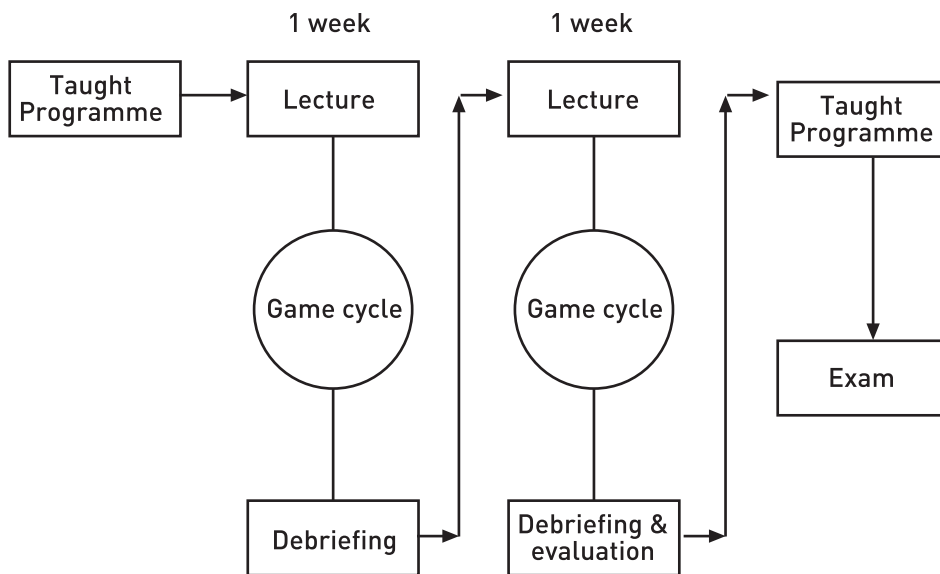 1 week
1 week
Taught
Programme
Lecture
Lecture
Taught
Programme
Game cycle
Game cycle
Exam
Debriefing
Debriefing &
evaluation